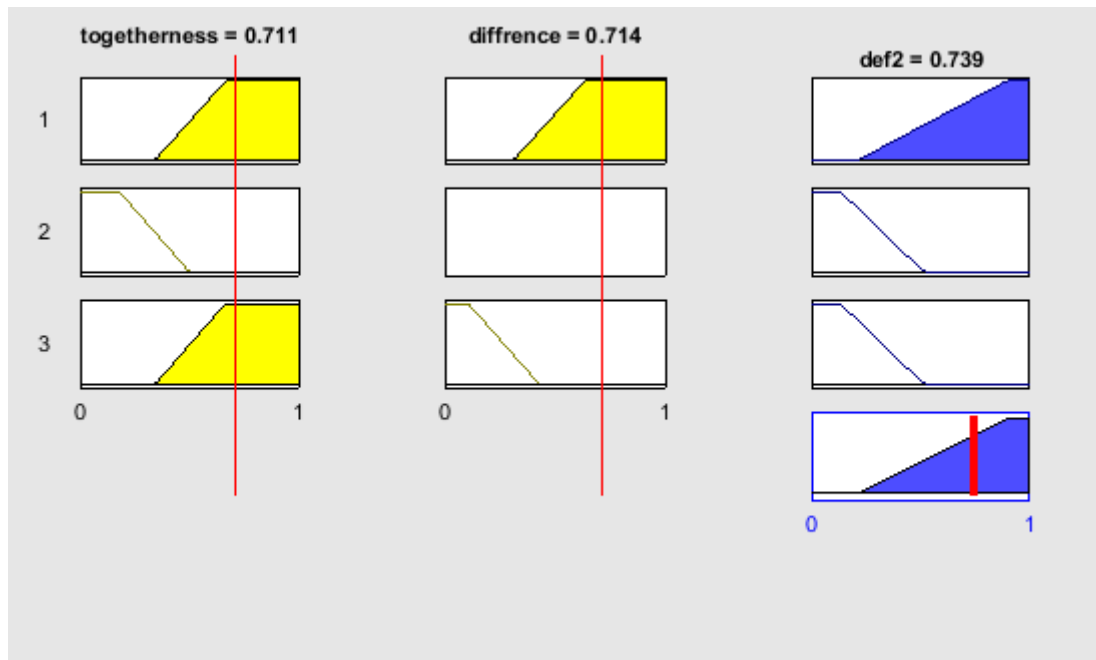 togetherness = 0.711
diffrence = 0.714
def2 = 0.739
1
2
3
0 1
0 1
0 1